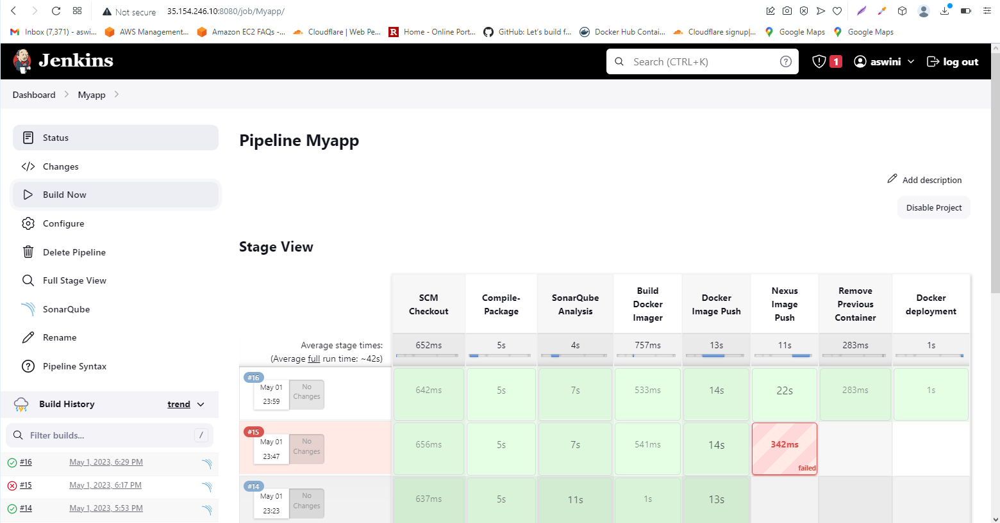 Not secure
35.154.246.10:8080/job/Myapp/
Inbox (7,371) - aswi...
AWS Management...
Amazon EC2 FAQs -...
Cloudflare | Web Pe...
R
Home - Online Port...
GitHub: Let's build f...
Docker Hub Contai...
Cloudflare signup|...
Google Maps
Google Maps
Jenkins
Search (CTRL+K)
?
1
aswini
log out
Dashboard
Myapp
Status
Changes
Build Now
Configure
Delete Pipeline
Full Stage View
SonarQube
Rename
Pipeline Syntax
Build History
trend
Filter builds...
/
#16
May 1, 2023, 6:29 PM
#15
May 1, 2023, 6:17 PM
#14
May 1, 2023, 5:53 PM
Pipeline Myapp
Add description
Disable Project
Stage View
SCM
Checkout
Compile-
Package
SonarQube
Analysis
Build
Docker
Imager
Docker
Image Push
Nexus
Image
Push
Remove
Previous
Container
Docker
deployment
Average stage times:
(Average full run time: ~42s)
652ms
5s
4s
757ms
13s
11s
283ms
1s
#16
May 01
23:59
No
Changes
642ms
5s
7s
533ms
14s
22s
283ms
1s
#15
May 01
23:47
No
Changes
656ms
5s
7s
541ms
14s
342ms
failed
#14
May 01
23:23
No
Changes
637ms
5s
11s
1s
13s